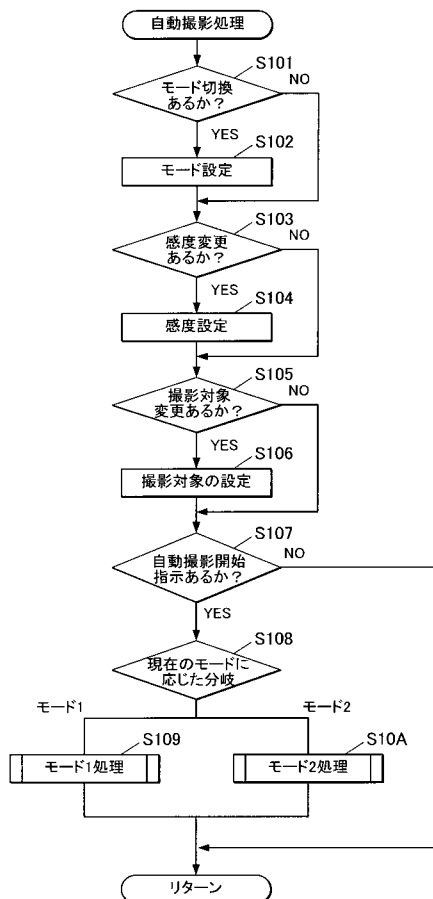 自動撮影処理
S101
モード切換
あるか？
NO
YES
S102
モード設定
S103
感度変更
あるか？
NO
YES
S104
感度設定
S105
撮影対象
変更あるか？
NO
YES
S106
撮影対象の設定
S107
自動撮影開始
指示あるか？
NO
YES
S108
現在のモードに
応じた分岐
モード1
モード2
S109
S10A
モード1処理
モード2処理
リターン